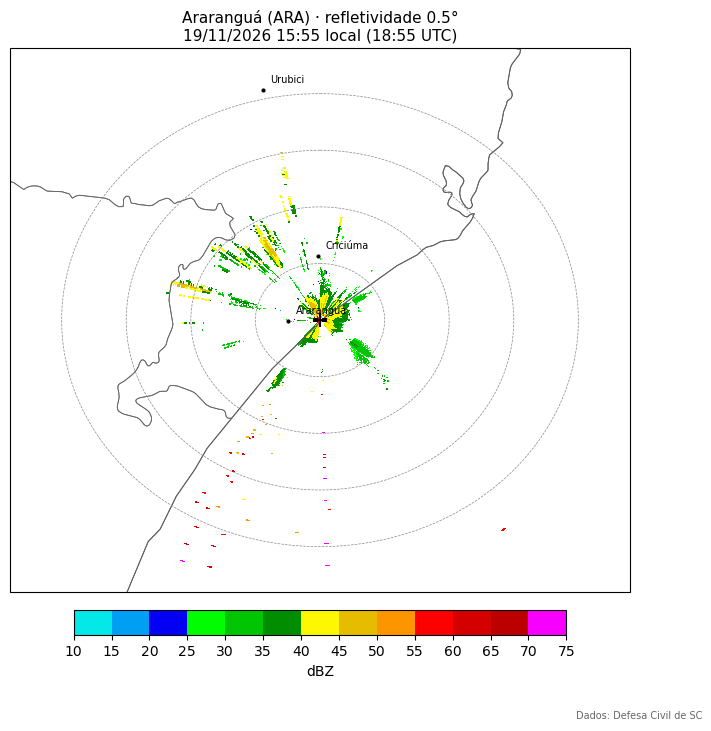 Araranguá (ARA) · refletividade 0.5°
19/11/2026 15:55 local (18:55 UTC)
Urubici
Criciúma
Araranguá
10 15 20 25 30 35 40 45 50 55 60 65 70 75
dBZ
Dados: Defesa Civil de SC